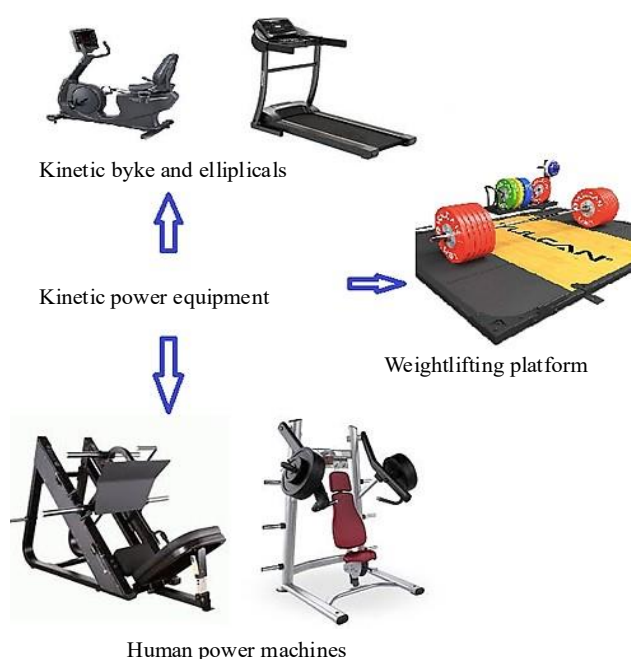 Kinetic byke and elliplicals
Kinetic power equipment
VULCAN
Weightlifting platform
Human power machines